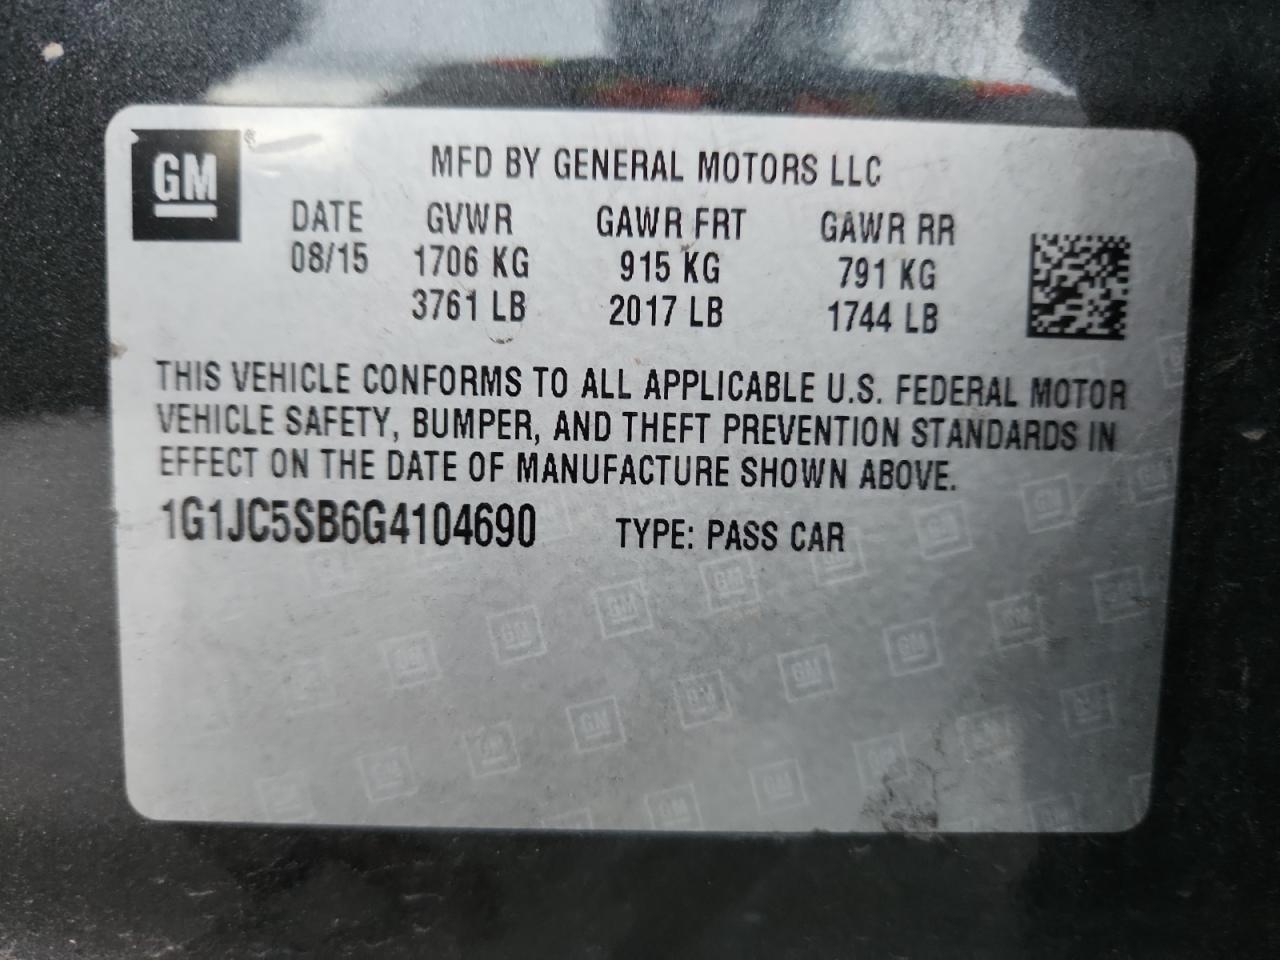 GM ®
MFD BY GENERAL MOTORS LLC
DATE GVWR GAWR FRT GAWR RR
08/15 1706 KG 915 KG 791 KG
3761 LB 2017 LB 1744 LB
THIS VEHICLE CONFORMS TO ALL APPLICABLE U.S. FEDERAL MOTOR
VEHICLE SAFETY, BUMPER, AND THEFT PREVENTION STANDARDS IN
EFFECT ON THE DATE OF MANUFACTURE SHOWN ABOVE.
1G1JC5SB6G4104690 TYPE: PASS CAR